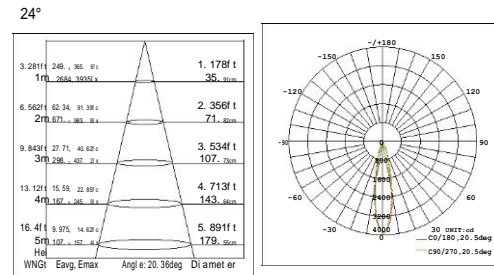 24°
3.281ft 249. , 365. 6fc 1.178ft
1m 2684, 3935lx 35. 91cm
6.562ft 62.34, 91.39fc 2.356ft
2m 671. , 983. 8lx 71. 82cm
9.843ft 27.71, 40.62fc 3.534ft
3m 298. , 437. 2lx 107. 73cm
13.12ft 15.59, 22.85fc 4.713ft
4m 167. , 245. 9lx 143. 64cm
16.4ft 9.975, 14.62fc 5.891ft
5m 107. , 157. 4lx 179. 55cm
Hei
WNGt Eavg, Emax Angle: 20.36deg Diameter
-/+180
-150 150
-120 120
-90 0 90
800
1600
-60 2400 60
3200
-30 4000 30 UNIT:cd
0 C0/180,20.5deg
C90/270,20.5deg